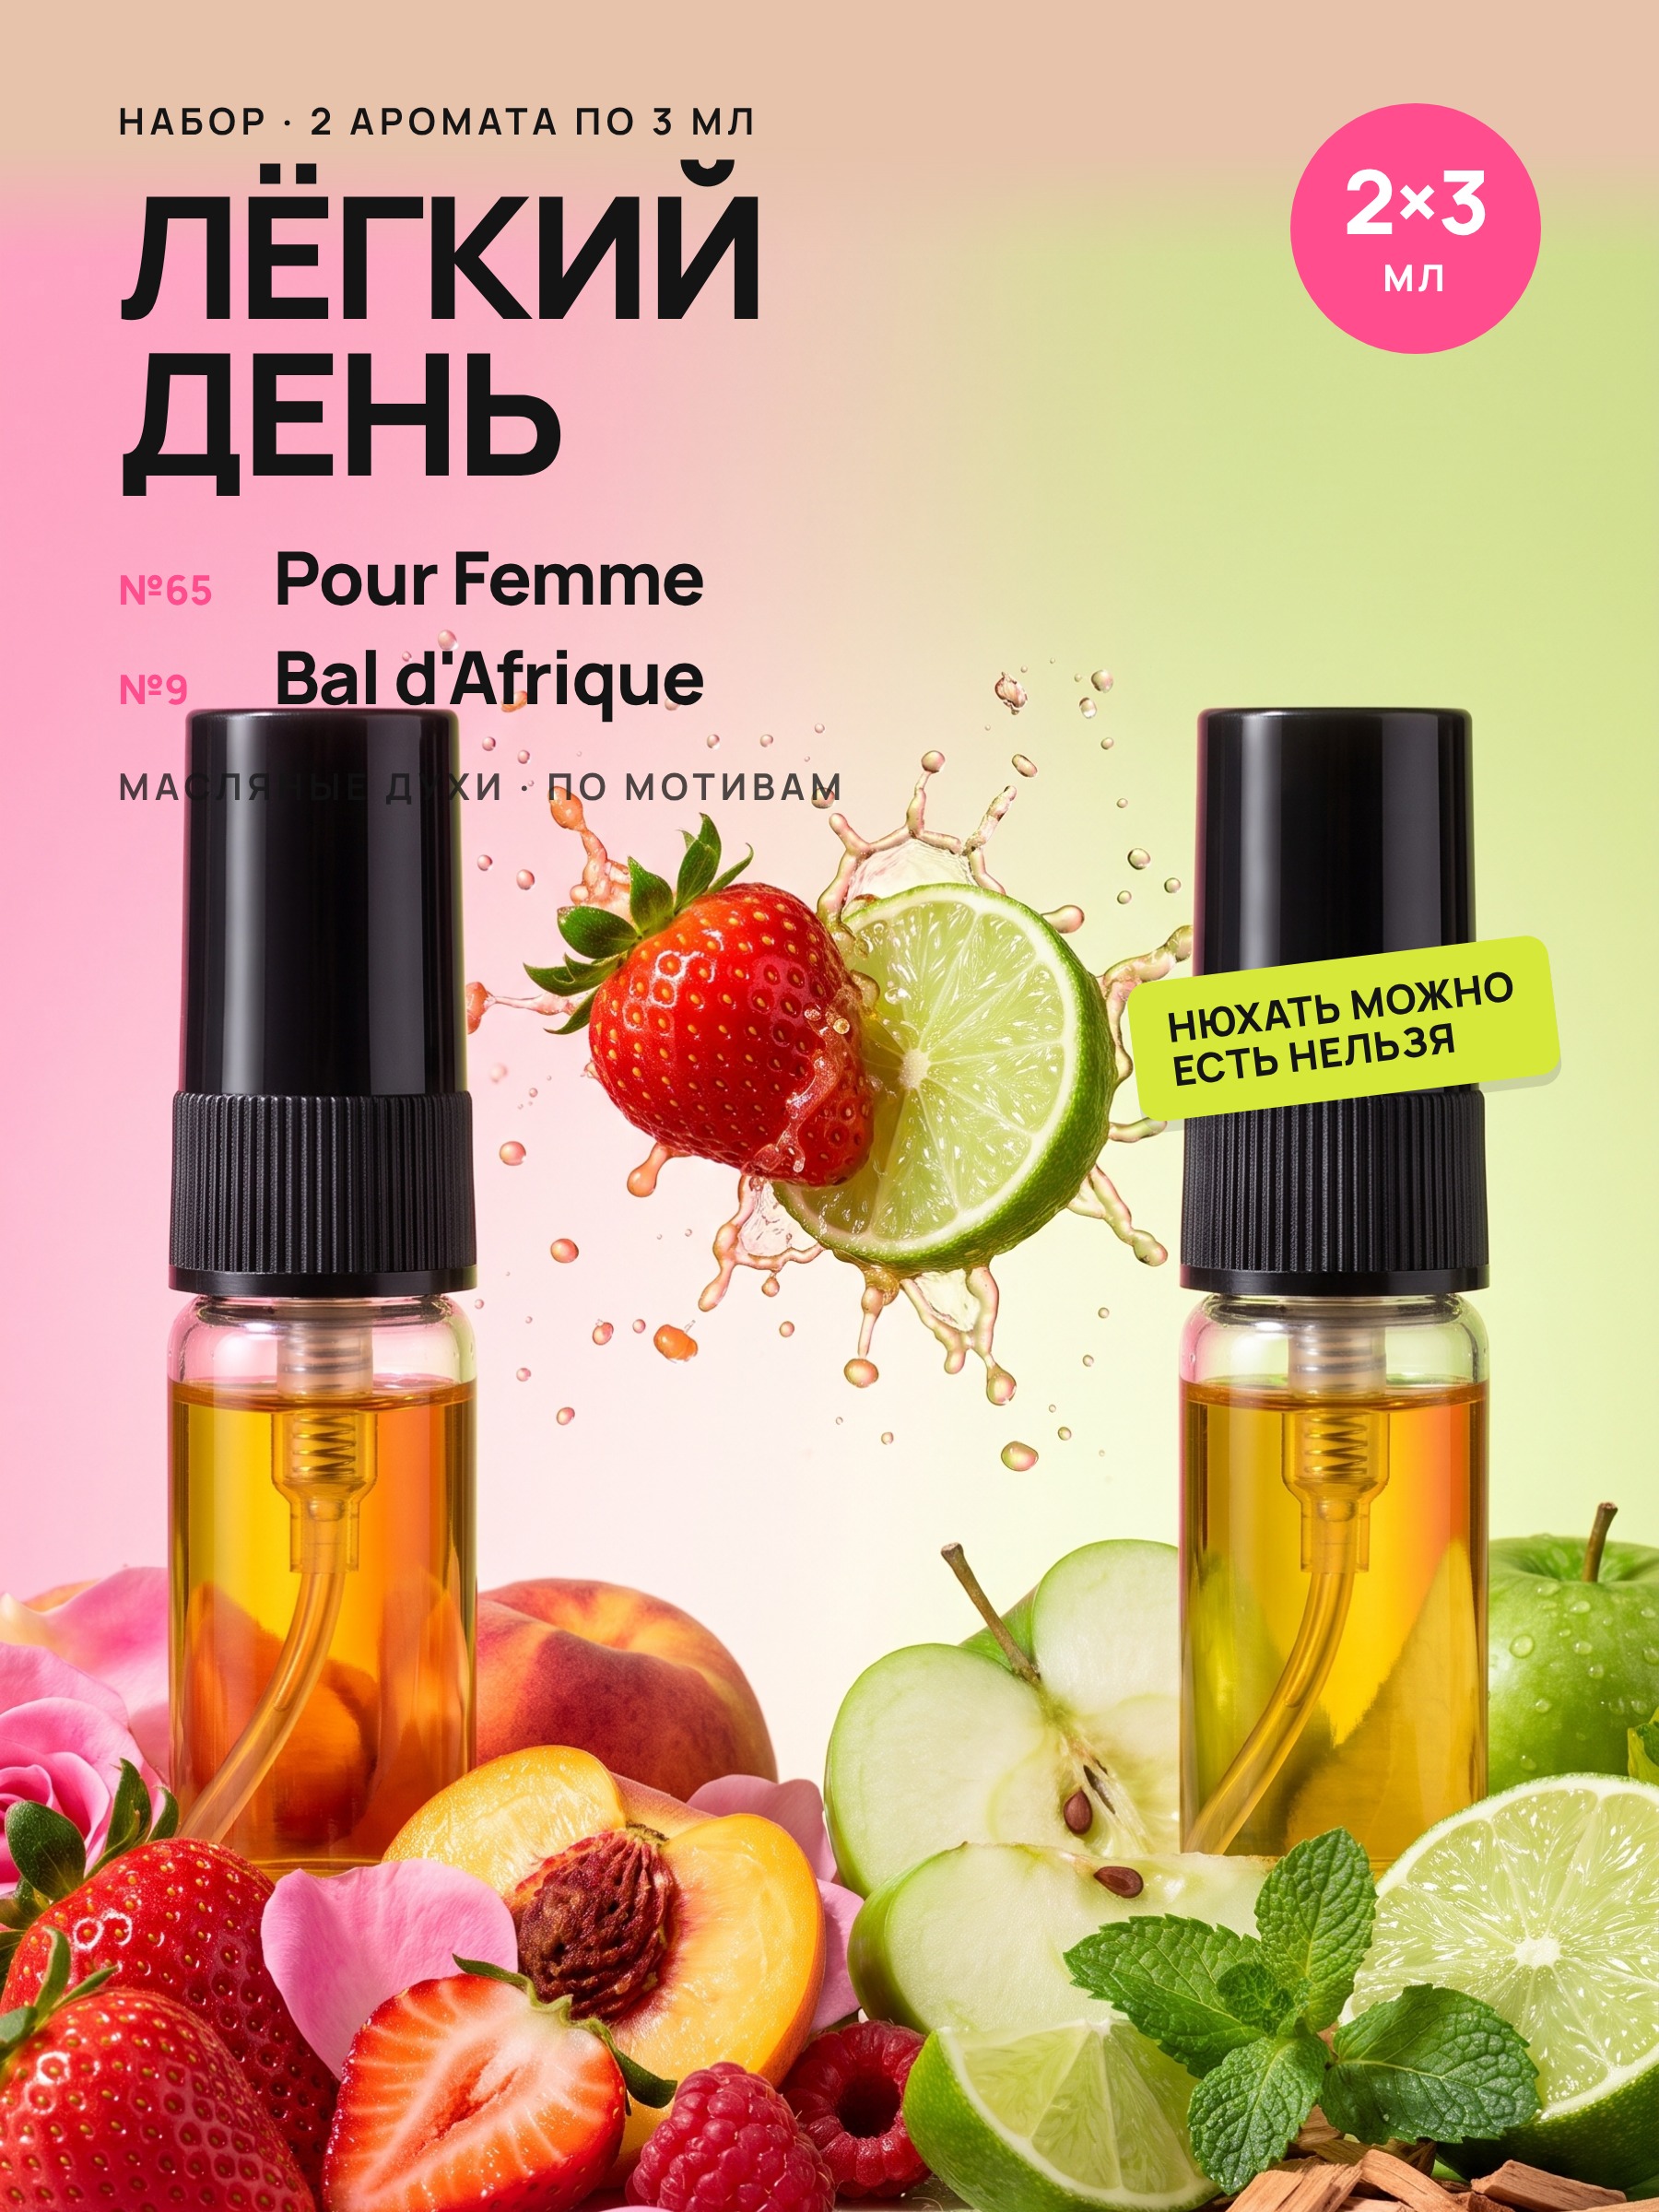 НАБОР · 2 АРОМАТА ПО 3 МЛ
ЛЁГКИЙ
ДЕНЬ
2×3
МЛ
№65 Pour Femme
№9 Bal d'Afrique
МАСЛЯНЫЕ ДУХИ · ПО МОТИВАМ
НЮХАТЬ МОЖНО
ЕСТЬ НЕЛЬЗЯ